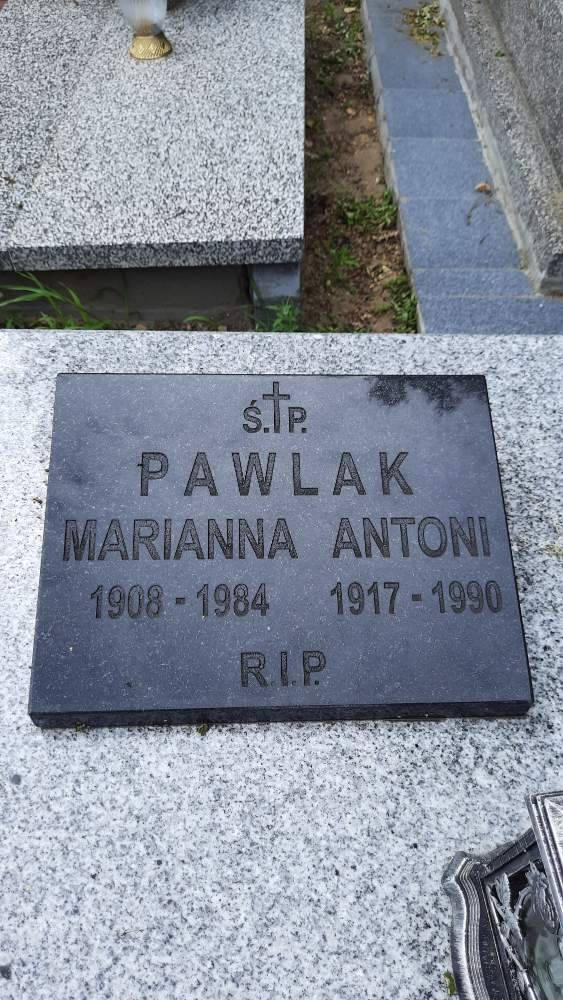 Ś.†P.
PAWLAK
MARIANNA ANTONI
1908 - 1984 1917 - 1990
R.I.P.